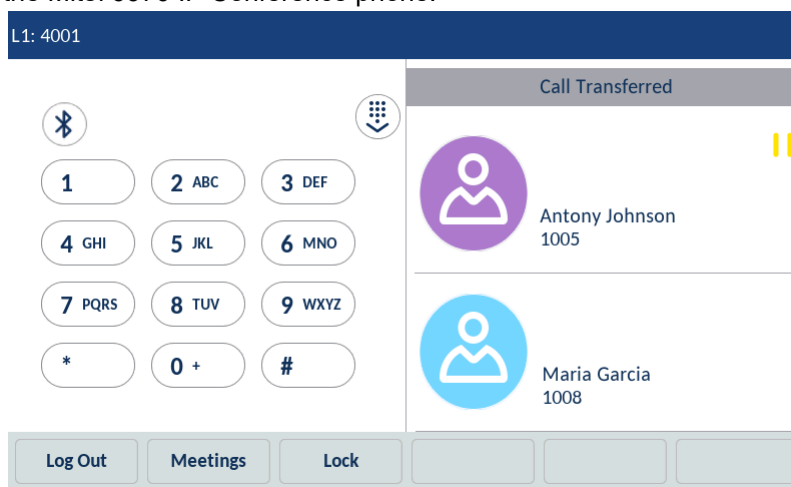 L1: 4001
Call Transferred
1
2 ABC
3 DEF
Antony Johnson
1005
4 GHI
5 JKL
6 MNO
7 PQRS
8 TUV
9 WXYZ
*
0 +
#
Maria Garcia
1008
Log Out
Meetings
Lock